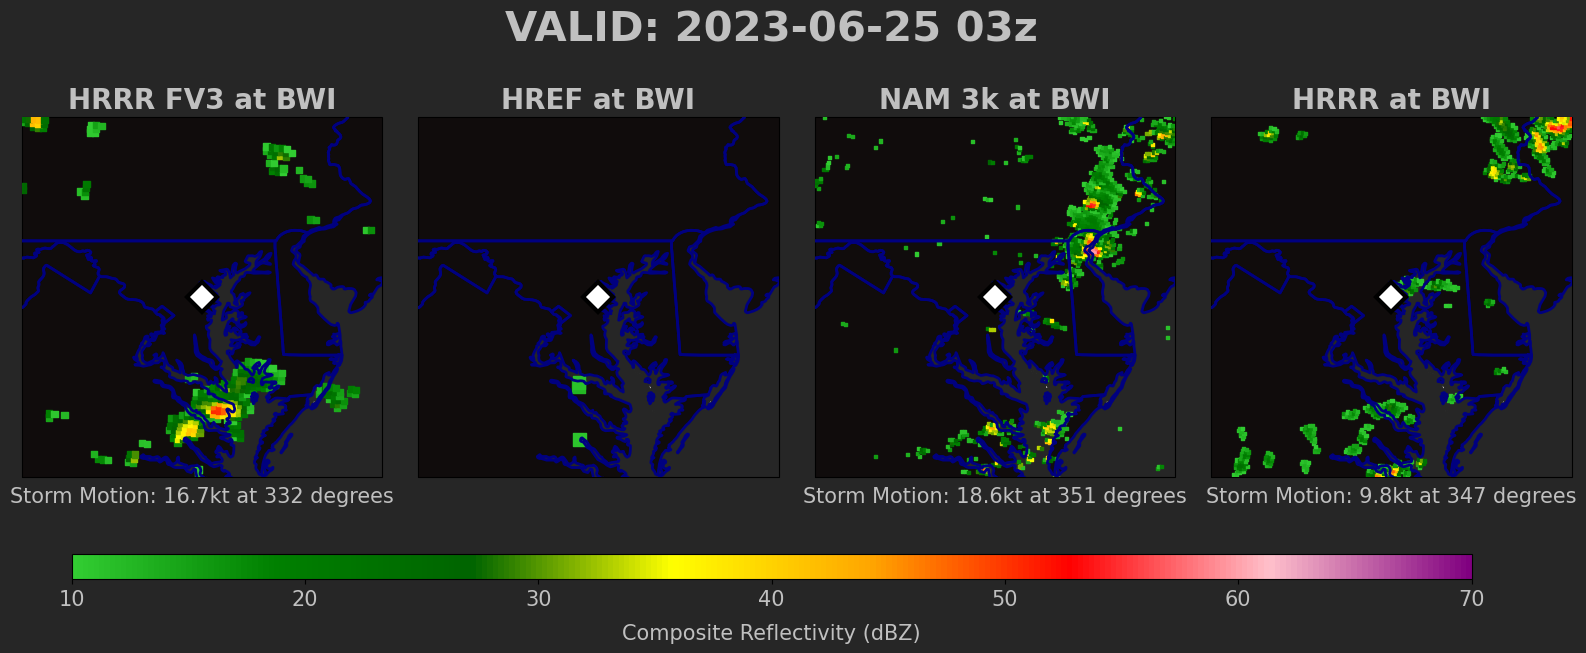 VALID: 2023-06-25 03z
HRRR FV3 at BWI
HREF at BWI
NAM 3k at BWI
HRRR at BWI
Storm Motion: 16.7kt at 332 degrees
Storm Motion: 18.6kt at 351 degrees
Storm Motion: 9.8kt at 347 degrees
10 20 30 40 50 60 70
Composite Reflectivity (dBZ)